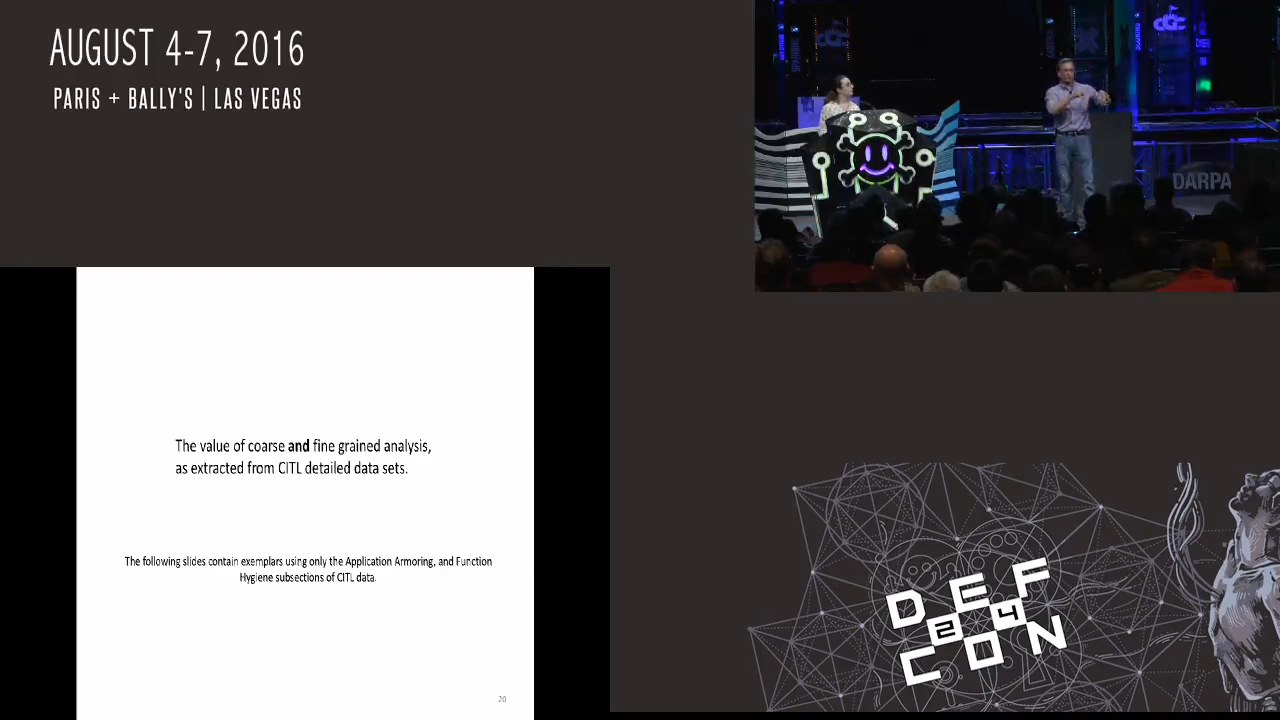 AUGUST 4-7, 2016
PARIS + BALLY'S | LAS VEGAS
DARPA
The value of coarse and fine grained analysis,
as extracted from CITL detailed data sets.
The following slides contain exemplars using only the Application Armoring, and Function
Hygiene subsections of CITL data.
20
DEF
24
CON